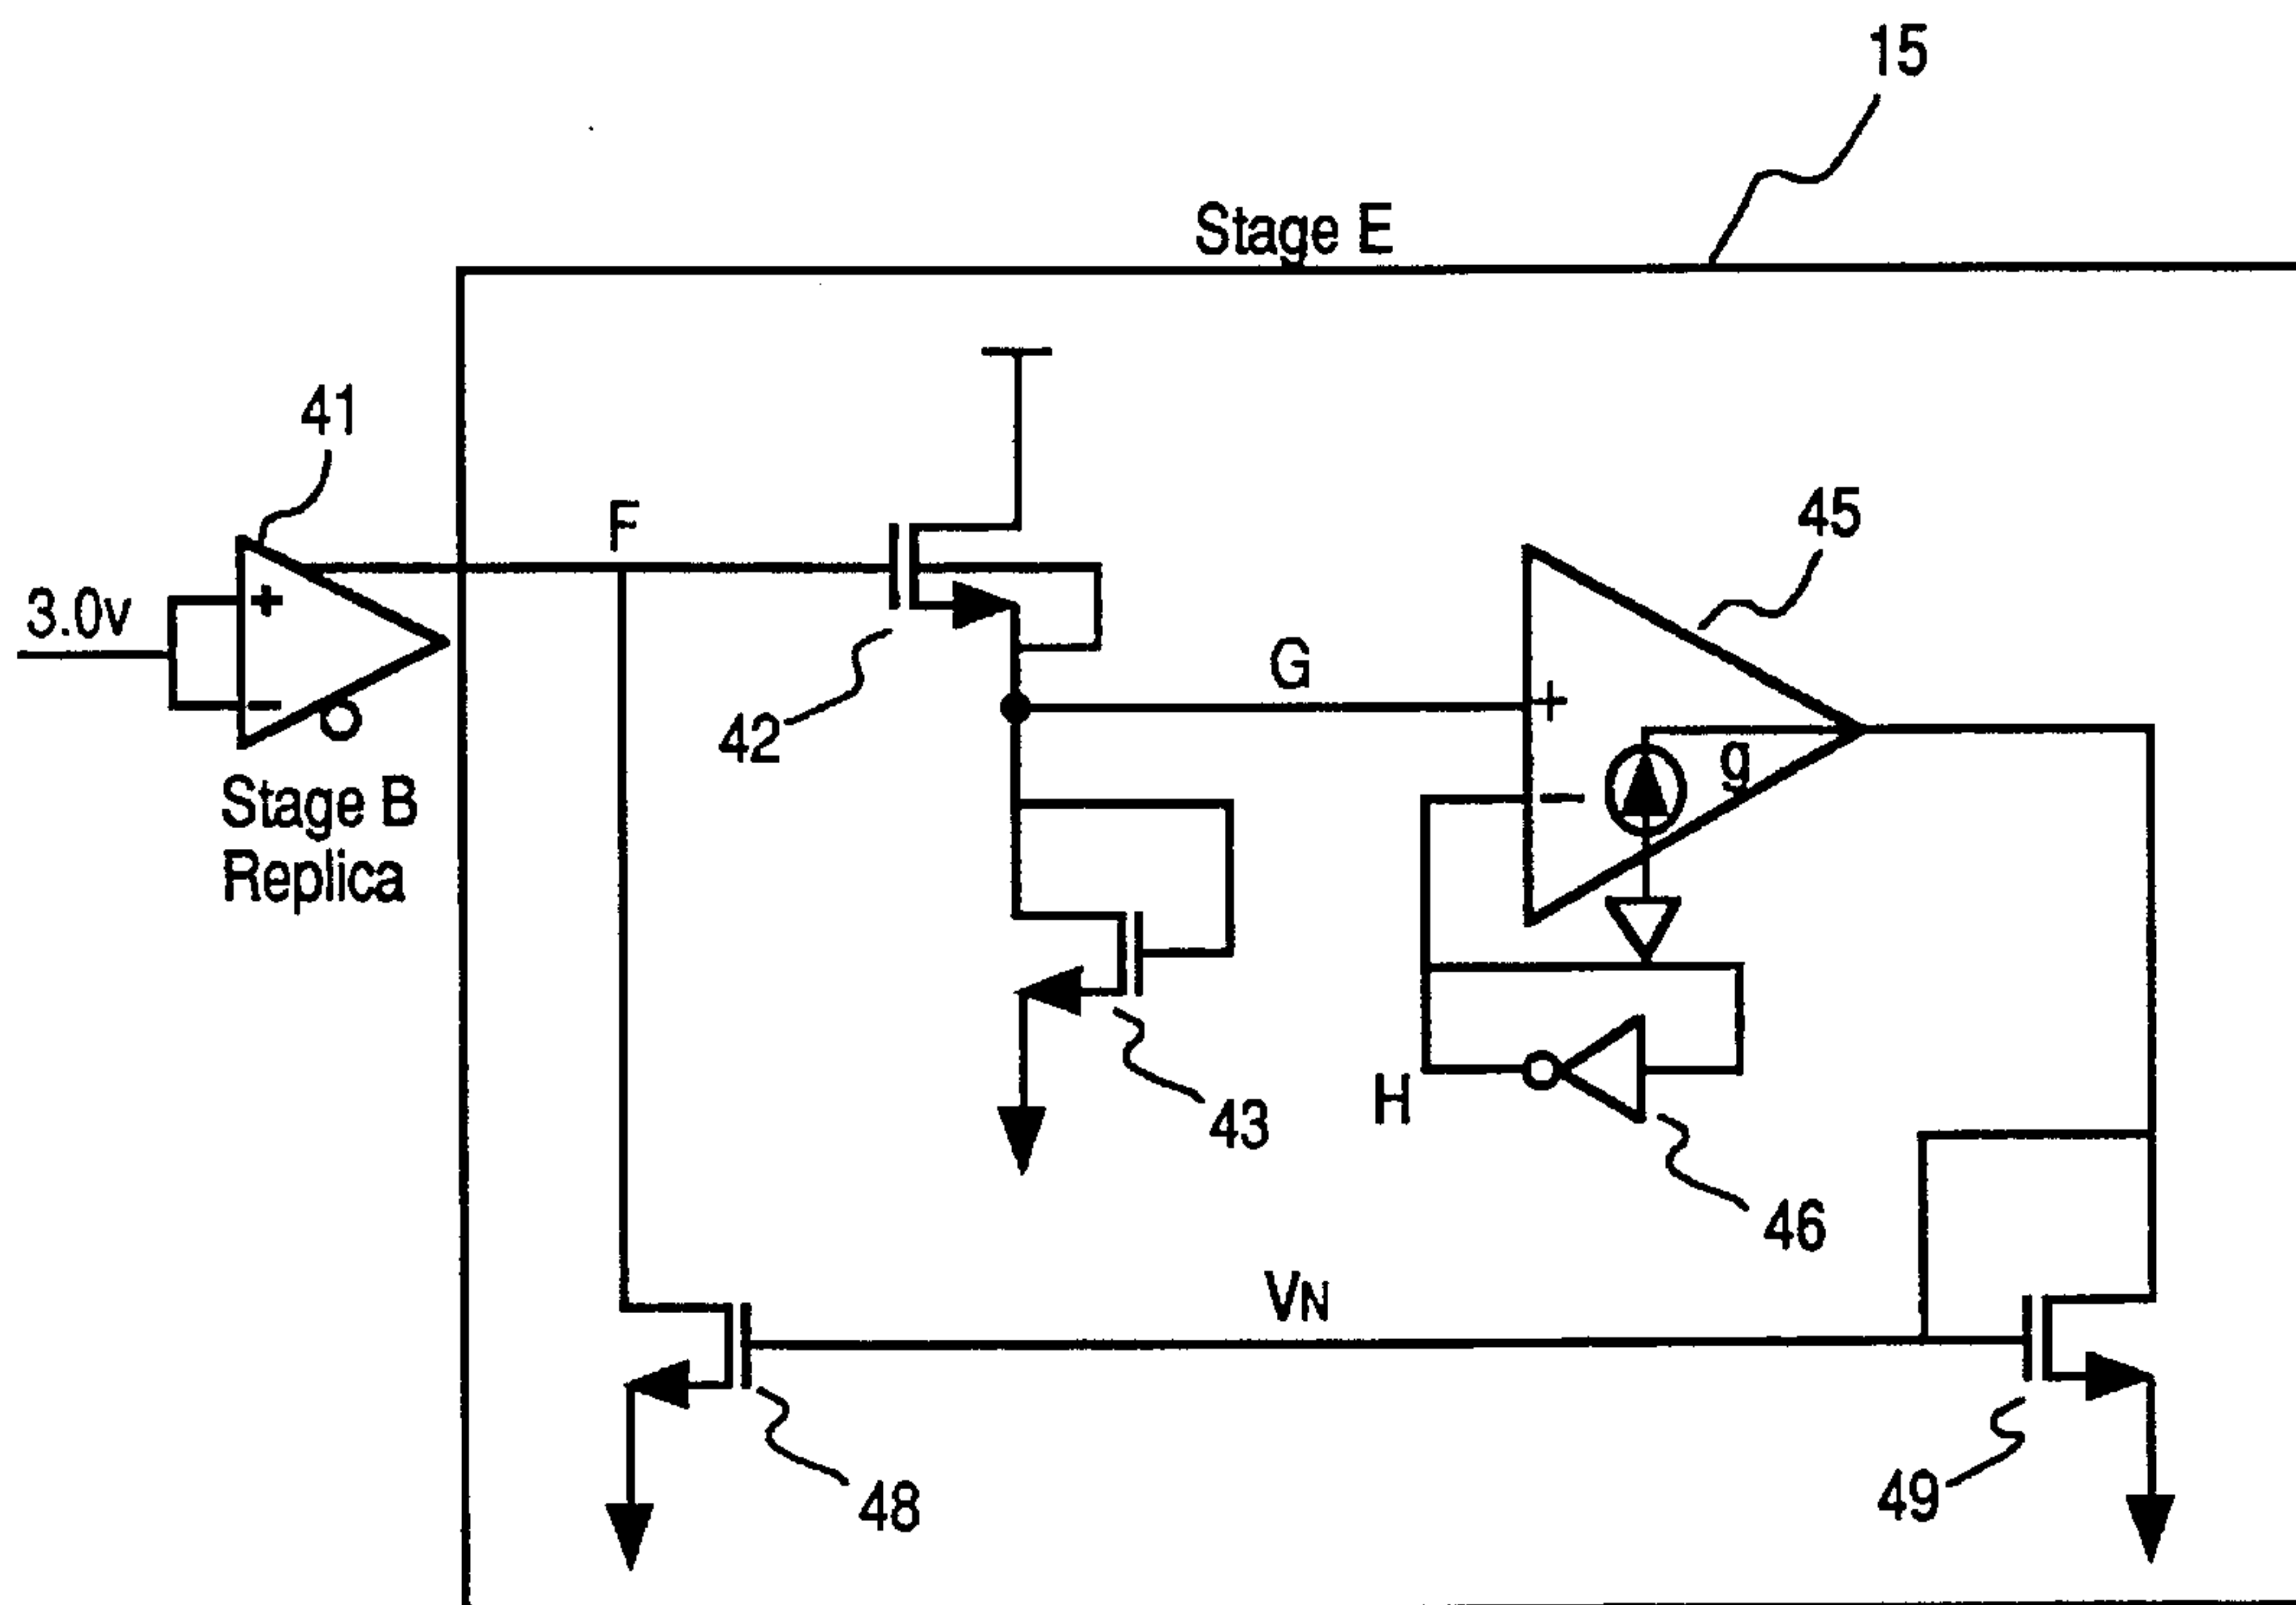 15
Stage E
41
F
45
3.0v
+
G
+
−
42
g
−
Stage B
Replica
43
H
46
VN
48
49